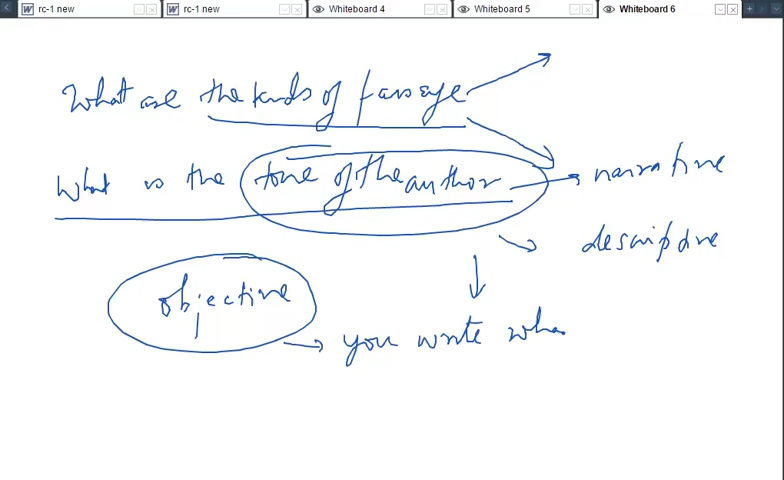 rc-1 new rc-1 new Whiteboard 4 Whiteboard 5 Whiteboard 6
What are the kinds of passage
What is the tone of the author narrative
descriptive
objective
you write wha